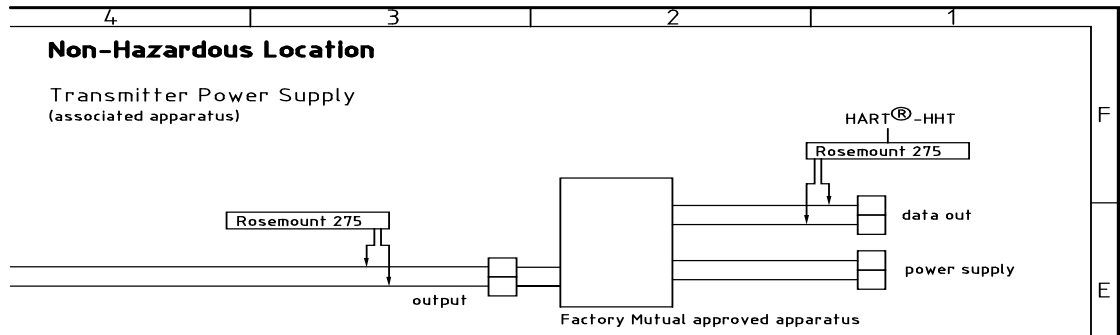 4 3 2 1
Non-Hazardous Location
Transmitter Power Supply
(associated apparatus)
F
HART®-HHT
Rosemount 275
Rosemount 275
data out
power supply
E
output
Factory Mutual approved apparatus